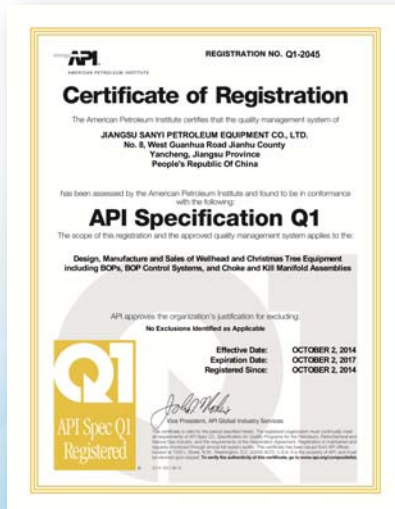 energy API
REGISTRATION NO. Q1-2045
AMERICAN PETROLEUM INSTITUTE
Certificate of Registration
The American Petroleum Institute certifies that the quality management system of
JIANGSU SANYI PETROLEUM EQUIPMENT CO., LTD.
No. 8, West Guanhua Road Jianhu County
Yancheng, Jiangsu Province
People's Republic Of China
has been assessed by the American Petroleum Institute and found to be in conformance
with the following:
API Specification Q1
The scope of this registration and the approved quality management system applies to the:
Design, Manufacture and Sales of Wellhead and Christmas Tree Equipment
including BOPs, BOP Control Systems, and Choke and Kill Manifold Assemblies
API approves the organization's justification for excluding:
No Exclusions Identified as Applicable
Effective Date: OCTOBER 2, 2014
Expiration Date: OCTOBER 2, 2017
Registered Since: OCTOBER 2, 2014
Q1
API Spec Q1
Registered
Vice President, API Global Industry Services